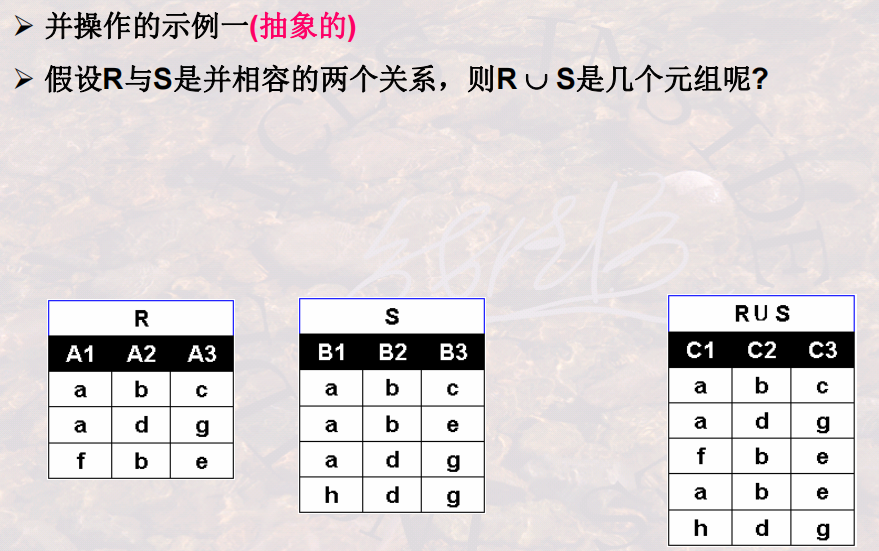 ➢ 并操作的示例一(抽象的)
➢ 假设R与S是并相容的两个关系，则R ∪ S是几个元组呢?
R
A1 A2 A3
a b c
a d g
f b e
S
B1 B2 B3
a b c
a b e
a d g
h d g
R U S
C1 C2 C3
a b c
a d g
f b e
a b e
h d g